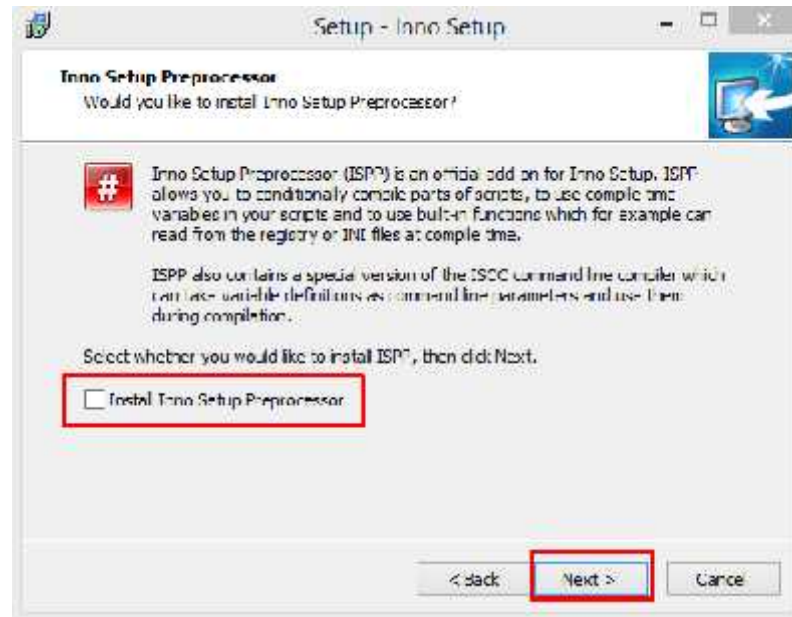 Setup - Inno Setup
Inno Setup Preprocessor
Would you like to install Inno Setup Preprocessor?
#
Inno Setup Preprocessor (ISPP) is an official add on for Inno Setup. ISPP
allows you to conditionally compile parts of scripts, to use compile time
variables in your scripts and to use built-in functions which for example can
read from the registry or INI files at compile time.
ISPP also contains a special version of the ISCC command line compiler which
can take variable definitions as command line parameters and use them
during compilation.
Select whether you would like to install ISPP, then click Next.
Install Inno Setup Preprocessor
< Back
Next >
Cancel